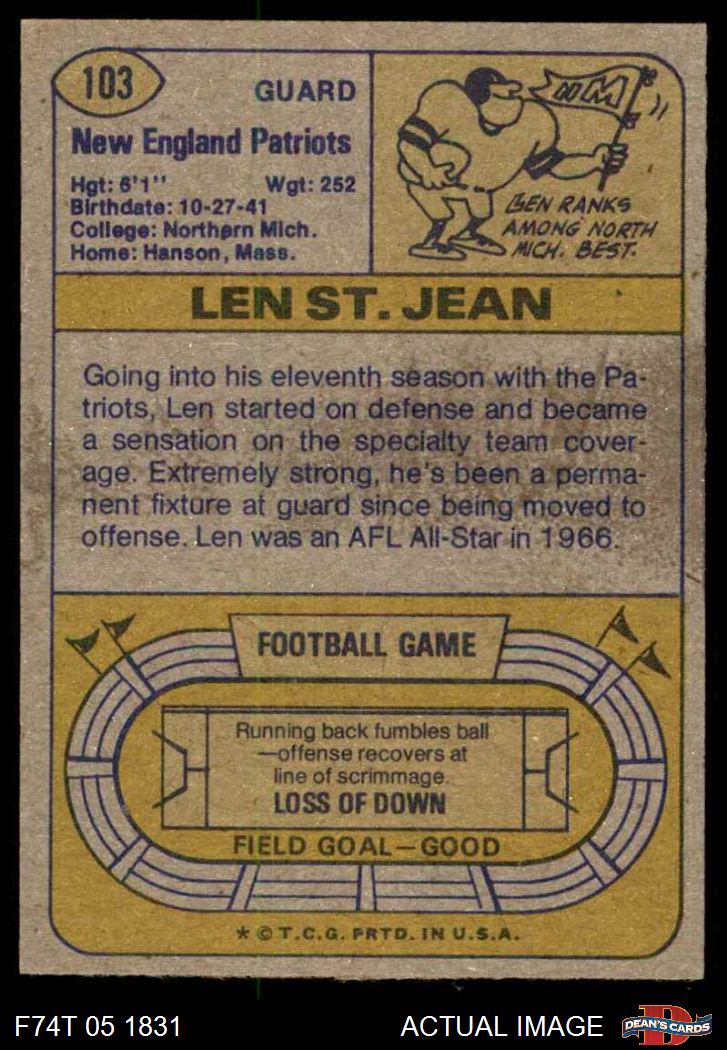 103
GUARD
New England Patriots
Hgt: 6'1" Wgt: 252
Birthdate: 10-27-41
College: Northern Mich.
Home: Hanson, Mass.
NM
LEN RANKS
AMONG NORTH
MICH. BEST.
LEN ST. JEAN
Going into his eleventh season with the Pa-
triots, Len started on defense and became
a sensation on the specialty team cover-
age. Extremely strong, he's been a perma-
nent fixture at guard since being moved to
offense. Len was an AFL All-Star in 1966.
FOOTBALL GAME
Running back fumbles ball
—offense recovers at
line of scrimmage.
LOSS OF DOWN
FIELD GOAL—GOOD
* © T.C.G. PRTD. IN U.S.A.
F74T 05 1831 ACTUAL IMAGE
D
DEAN'S CARDS